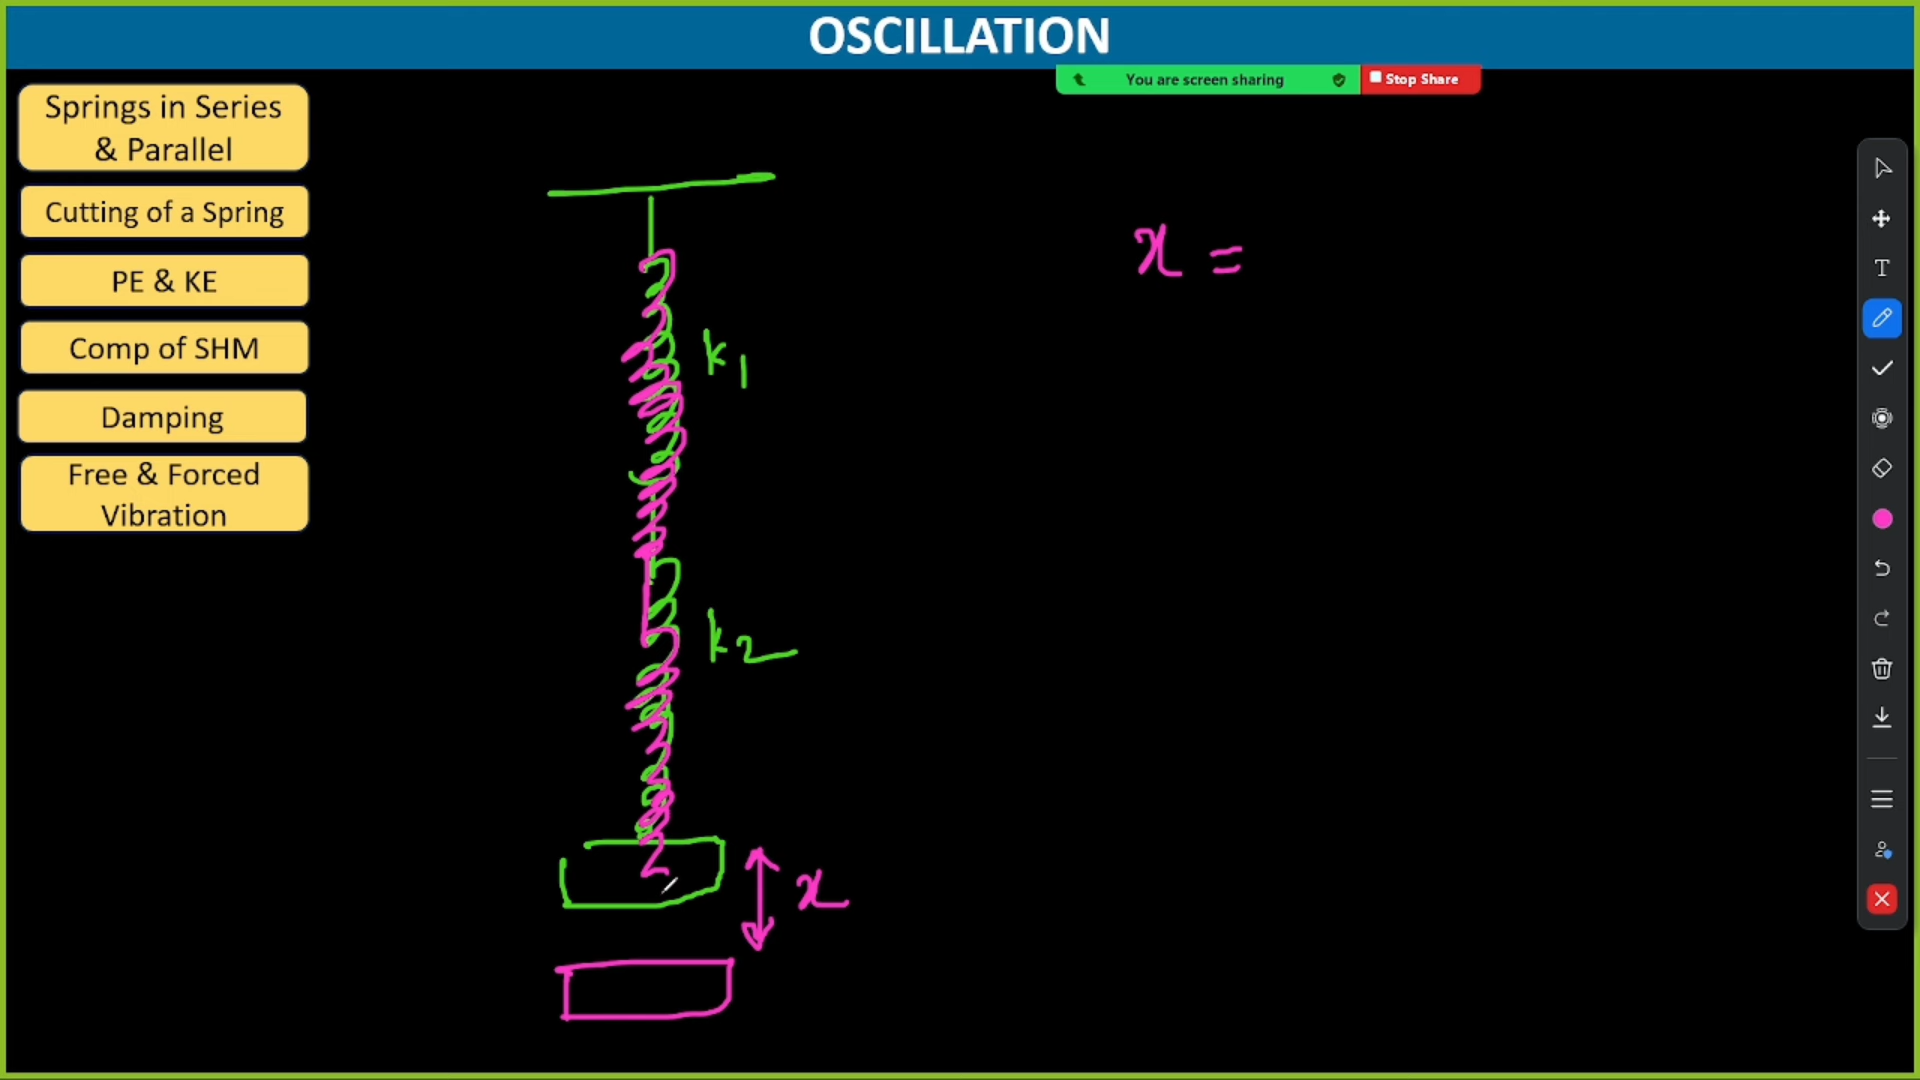 OSCILLATION
You are screen sharing
Stop Share
Springs in Series
& Parallel
Cutting of a Spring
PE & KE
Comp of SHM
Damping
Free & Forced
Vibration
k1
k2
x
x =
T